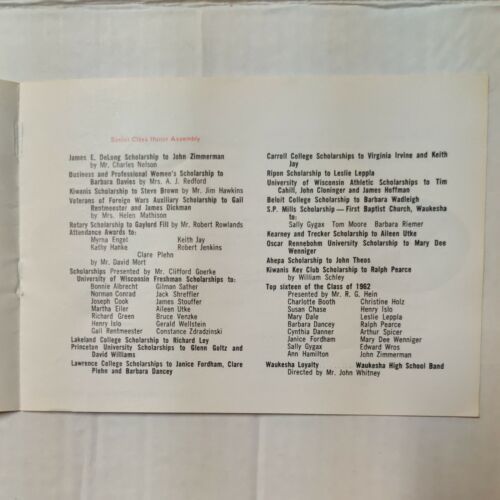 Senior Class Honor Assembly
James E. DeLong Scholarship to John Zimmerman
by Mr. Charles Nelson
Business and Professional Women's Scholarship to
Barbara Davies by Mrs. A. J. Redford
Kiwanis Scholarship to Steve Brown by Mr. Jim Hawkins
Veterans of Foreign Wars Auxiliary Scholarship to Gail
Rentmeester and James Dickman
by Mrs. Helen Mathison
Rotary Scholarship to Gaylord Fill by Mr. Robert Rowlands
Attendance Awards to:
Myrna Engel Keith Jay
Kathy Hanke Robert Jenkins
Clare Plehn
by Mr. David Mort
Scholarships Presented by Mr. Clifford Goerke
University of Wisconsin Freshman Scholarships to:
Bonnie Albrecht Gilman Sather
Norman Conrad Jack Streffler
Joseph Cook James Stouffer
Martha Eiler Aileen Utke
Richard Green Bruce Venzke
Henry Islo Gerald Wellstein
Gail Rentmeester Constance Zdradzinski
Lakeland College Scholarship to Richard Ley
Princeton University Scholarships to Glenn Goltz and
David Williams
Lawrence College Scholarships to Janice Fordham, Clare
Plehn and Barbara Dancey
Carroll College Scholarships to Virginia Irvine and Keith
Jay
Ripon Scholarship to Leslie Leppla
University of Wisconsin Athletic Scholarships to Tim
Cahill, John Cloninger and James Hoffman
Beloit College Scholarship to Barbara Wadleigh
S.P. Mills Scholarship — First Baptist Church, Waukesha
to:
Sally Gygax Tom Moore Barbara Riemer
Kearney and Trecker Scholarship to Aileen Utke
Oscar Rennebohm University Scholarship to Mary Dee
Wenniger
Ahepa Scholarship to John Theos
Kiwanis Key Club Scholarship to Ralph Pearce
by William Schley
Top sixteen of the Class of 1962
Presented by Mr. R. G. Hein
Charlotte Booth Christine Holz
Susan Chase Henry Islo
Mary Dale Leslie Leppla
Barbara Dancey Ralph Pearce
Cynthia Danner Arthur Spicer
Janice Fordham Mary Dee Wenniger
Sally Gygax Edward Wros
Ann Hamilton John Zimmerman
Waukesha Loyalty Waukesha High School Band
Directed by Mr. John Whitney